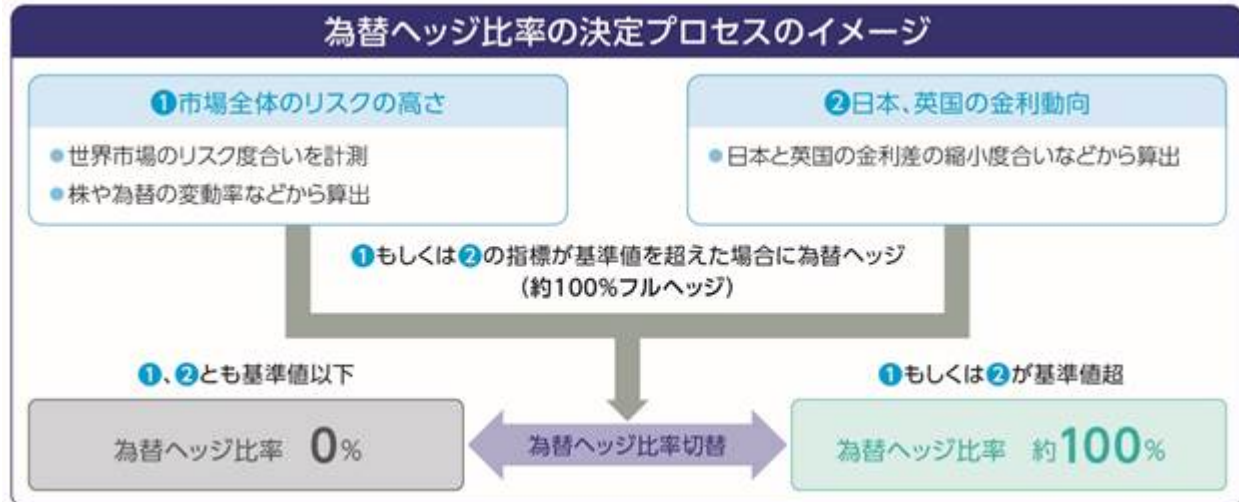 為替ヘッジ比率の決定プロセスのイメージ
❶市場全体のリスクの高さ
●世界市場のリスク度合いを計測
●株や為替の変動率などから算出
❷日本、英国の金利動向
●日本と英国の金利差の縮小度合いなどから算出
❶もしくは❷の指標が基準値を超えた場合に為替ヘッジ
(約100%フルヘッジ)
❶、❷とも基準値以下
為替ヘッジ比率 0%
為替ヘッジ比率切替
❶もしくは❷が基準値超
為替ヘッジ比率 約100%